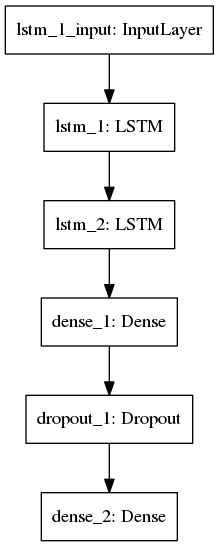 lstm_1_input: InputLayer
lstm_1: LSTM
lstm_2: LSTM
dense_1: Dense
dropout_1: Dropout
dense_2: Dense